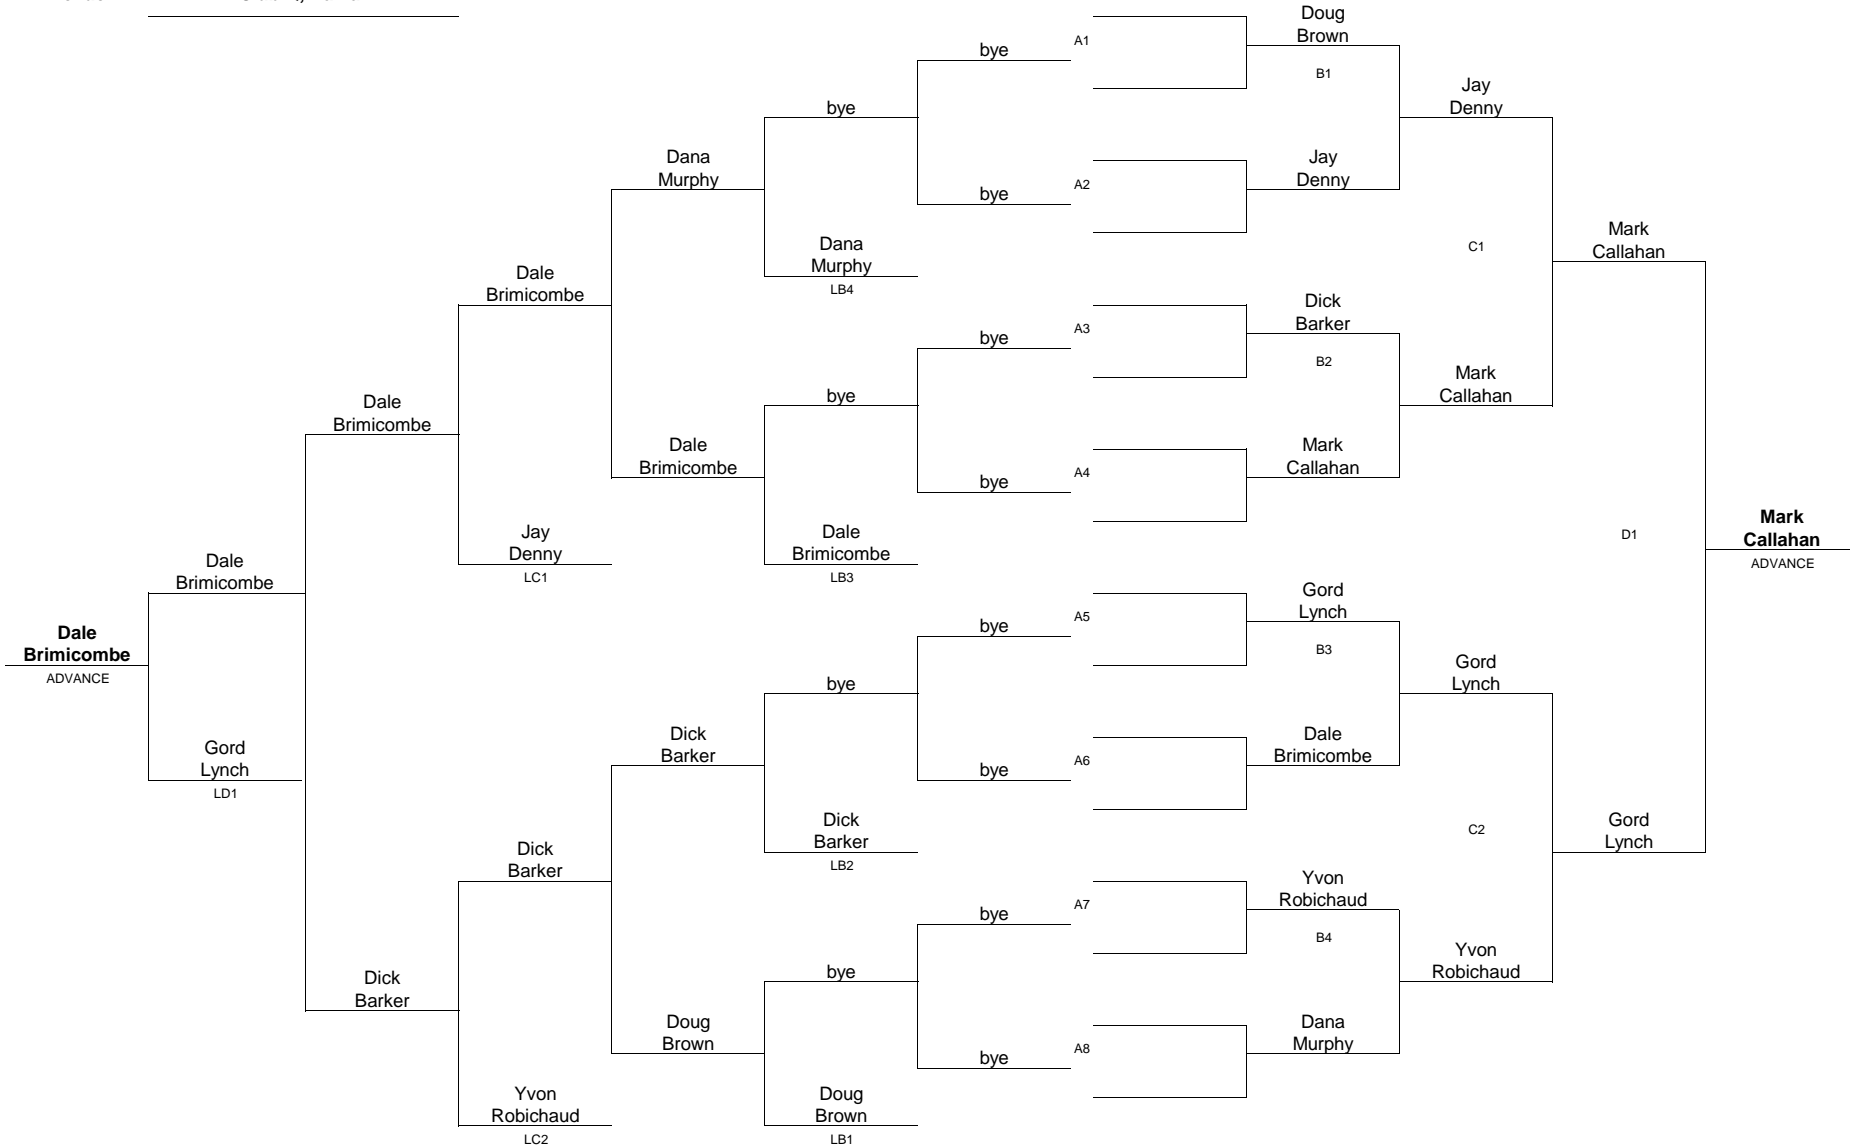 Doug
Brown
bye
A1
B1
Jay
Denny
bye
Dana
Murphy
Jay
Denny
bye
A2
Dana
Murphy
LB4
C1
Mark
Callahan
Dale
Brimicombe
Dick
Barker
bye
A3
B2
Dale
Brimicombe
bye
Mark
Callahan
Dale
Brimicombe
Mark
Callahan
bye
A4
Jay
Denny
LC1
Dale
Brimicombe
LB3
D1
Mark
Callahan
ADVANCE
Dale
Brimicombe
Gord
Lynch
bye
A5
B3
Dale
Brimicombe
ADVANCE
bye
Gord
Lynch
Dick
Barker
Dale
Brimicombe
bye
A6
Gord
Lynch
LD1
Dick
Barker
LB2
C2
Gord
Lynch
Dick
Barker
Yvon
Robichaud
bye
A7
B4
Dick
Barker
bye
Yvon
Robichaud
Doug
Brown
Dana
Murphy
bye
A8
Yvon
Robichaud
LC2
Doug
Brown
LB1